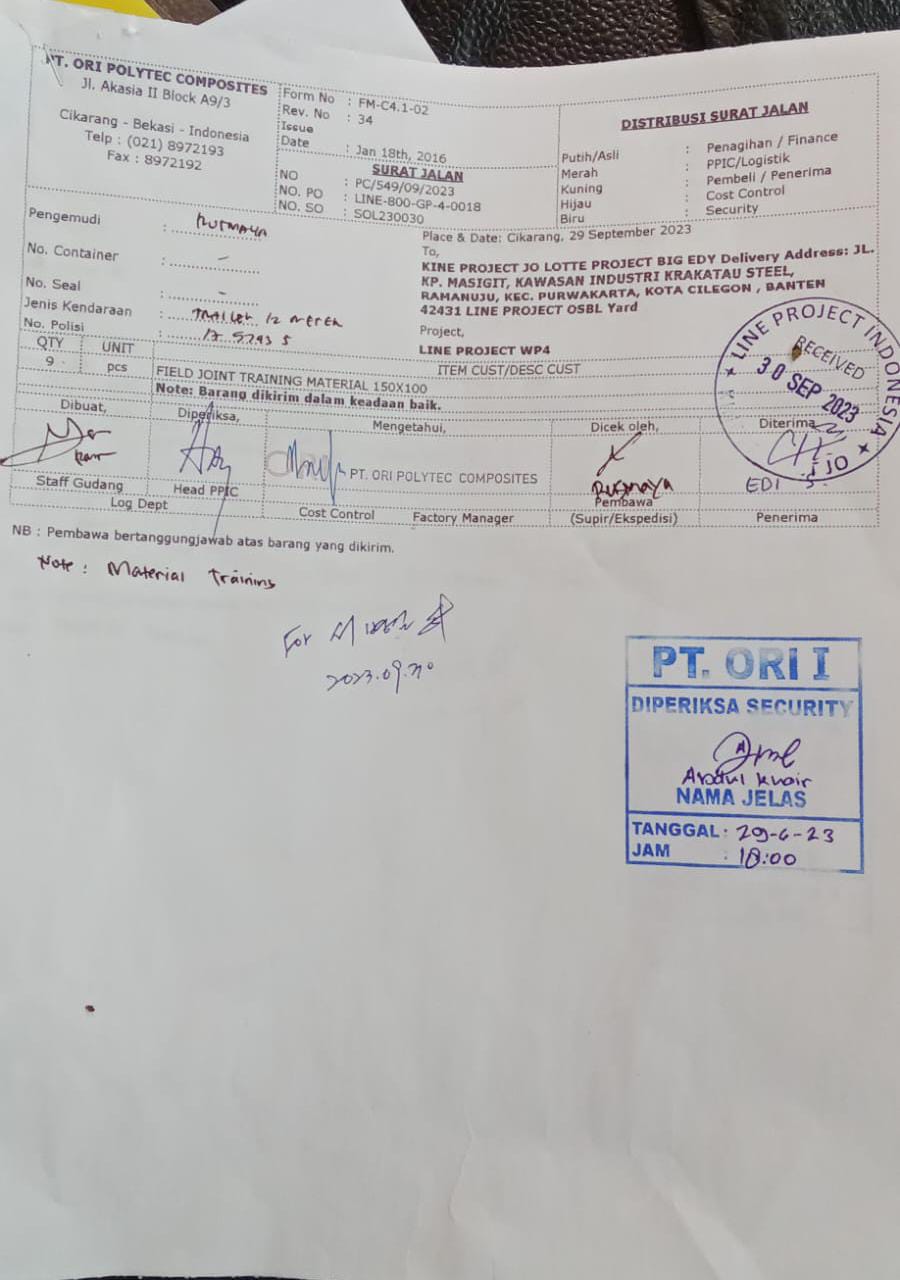 PT. ORI POLYTEC COMPOSITES
Jl. Akasia II Block A9/3
Cikarang - Bekasi - Indonesia
Telp : (021) 8972193
Fax : 8972192
Form No : FM-C4.1-02
Rev. No : 34
Issue
Date : Jan 18th, 2016
SURAT JALAN
NO : PC/549/09/2023
NO. PO : LINE-800-GP-4-0018
NO. SO : SOL230030
DISTRIBUSI SURAT JALAN
Putih/Asli : Penagihan / Finance
Merah : PPIC/Logistik
Kuning : Pembeli / Penerima
Hijau : Cost Control
Biru : Security
Pengemudi : RUSMAYA
No. Container : -
No. Seal : -
Jenis Kendaraan : TRAILER 12 METER
No. Polisi :
Place & Date: Cikarang, 29 September 2023
To,
KINE PROJECT JO LOTTE PROJECT BIG EDY Delivery Address: JL.
KP. MASIGIT, KAWASAN INDUSTRI KRAKATAU STEEL,
RAMANUJU, KEC. PURWAKARTA, KOTA CILEGON , BANTEN
42431 LINE PROJECT OSBL Yard
Project,
LINE PROJECT WP4
QTY UNIT ITEM CUST/DESC CUST
9 pcs FIELD JOINT TRAINING MATERIAL 150X100
Note: Barang dikirim dalam keadaan baik.
LINE PROJECT INDONESIA
RECEIVED
30 SEP 2023
JO
Dibuat, Diperiksa, Mengetahui, Dicek oleh, Diterima
PT. ORI POLYTEC COMPOSITES
Rusmaya
EDI S
Staff Gudang Head PPIC Cost Control Factory Manager Pembawa
(Supir/Ekspedisi) Penerima
Log Dept
NB : Pembawa bertanggungjawab atas barang yang dikirim.
Note : Material Training
For
2023.09.30
PT. ORI I
DIPERIKSA SECURITY
Abdul Khoir
NAMA JELAS
TANGGAL : 29-6-23
JAM : 18:00